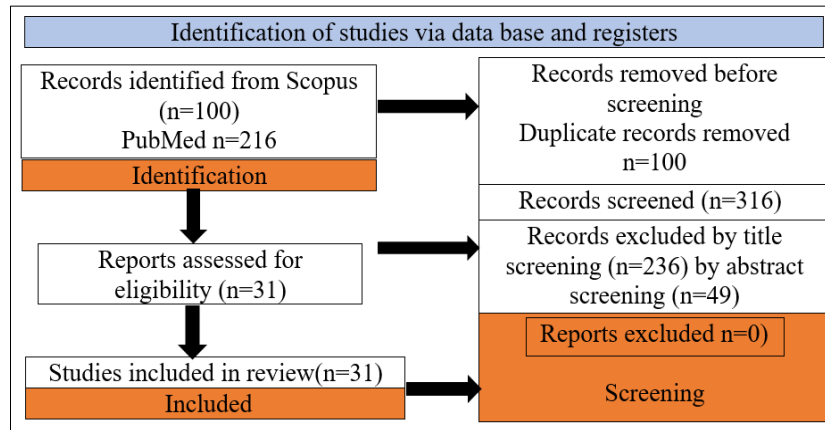 Identification of studies via data base and registers
Records identified from Scopus
(n=100)
PubMed n=216
Identification
Records removed before
screening
Duplicate records removed
n=100
Records screened (n=316)
Reports assessed for
eligibility (n=31)
Records excluded by title
screening (n=236) by abstract
screening (n=49)
Reports excluded n=0)
Screening
Studies included in review(n=31)
Included